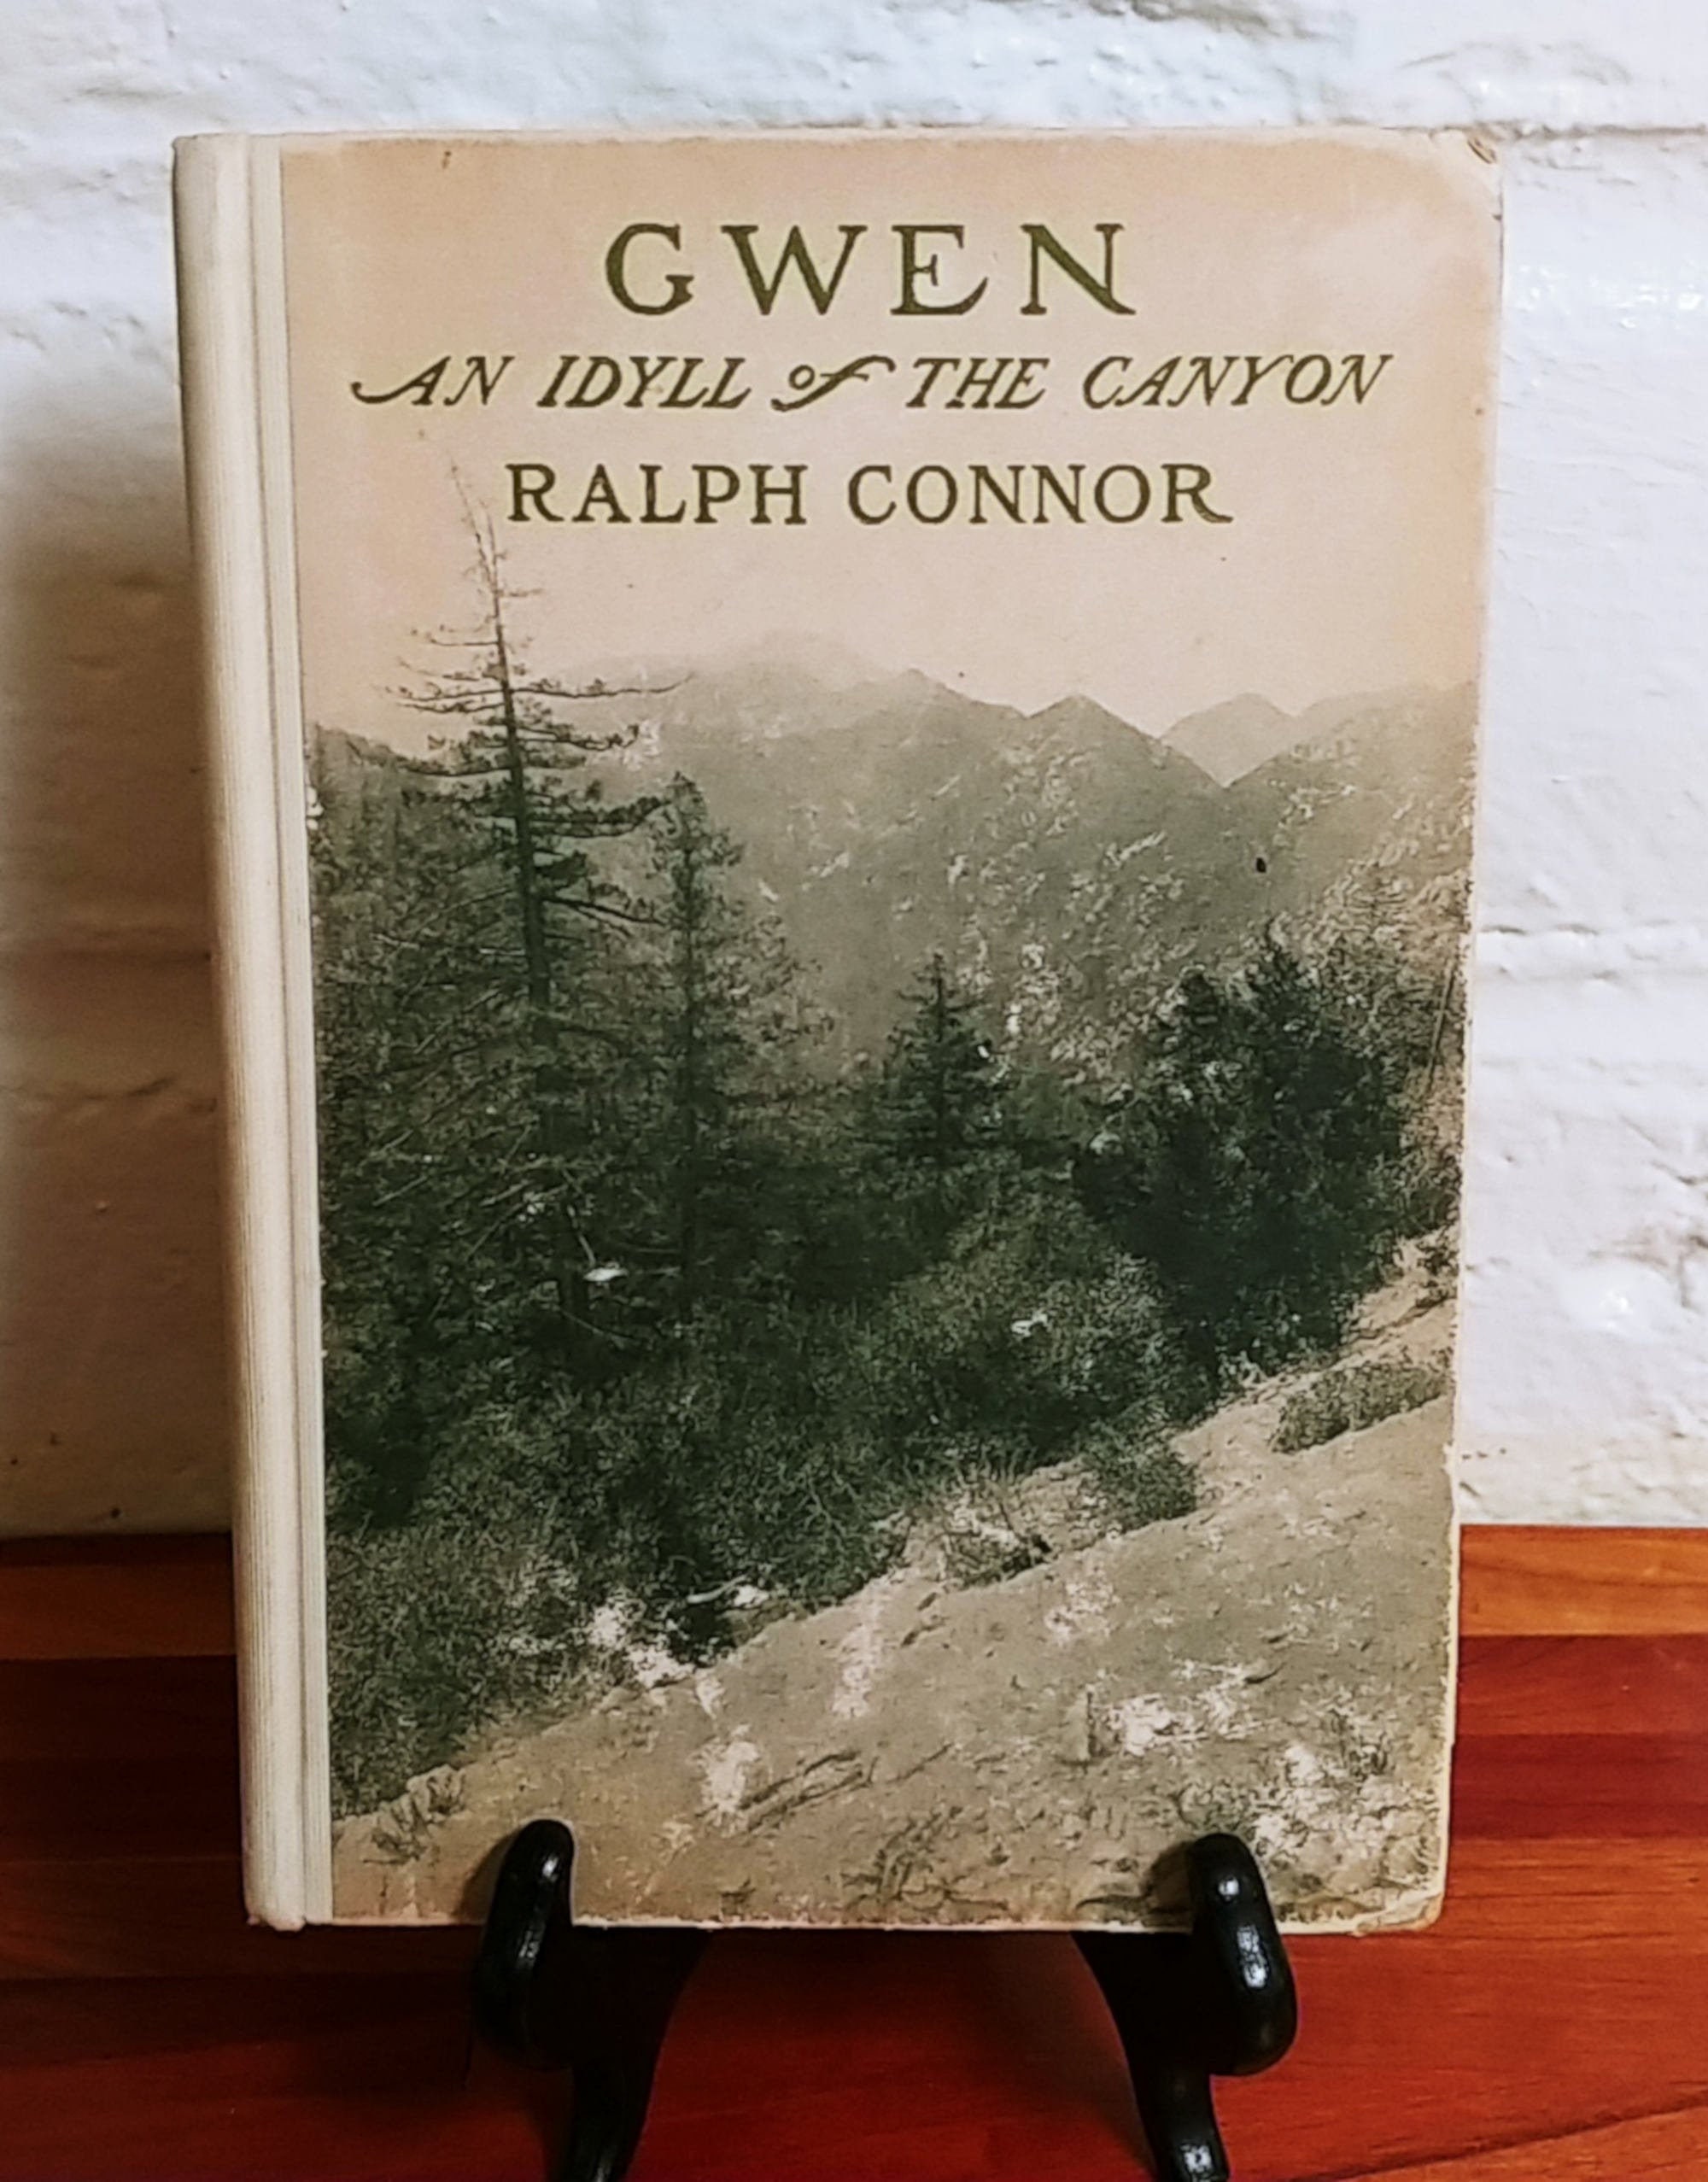 GWEN
AN IDYLL of THE CANYON
RALPH CONNOR